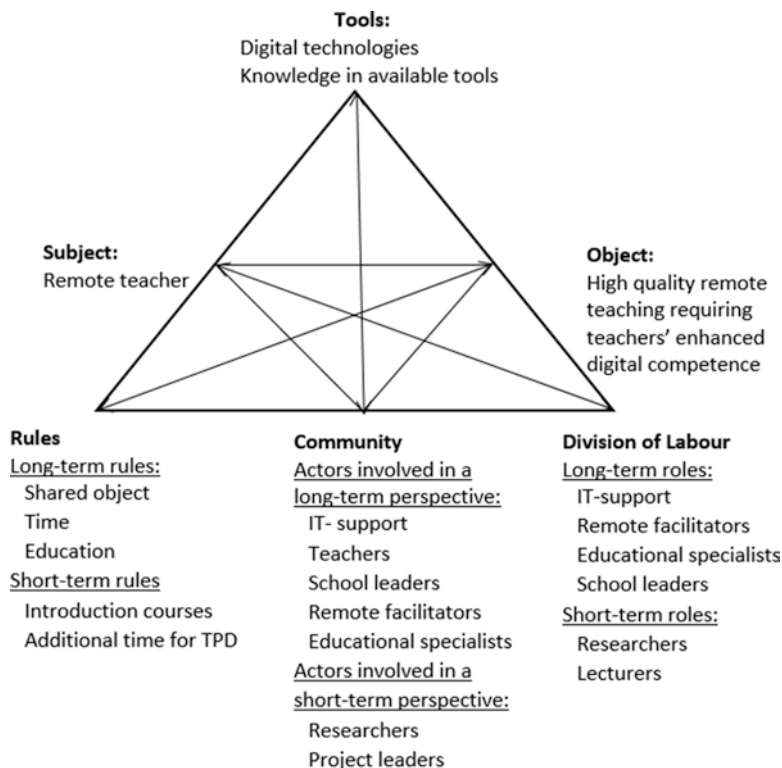 Tools:
Digital technologies
Knowledge in available tools
Subject:
Remote teacher
Object:
High quality remote
teaching requiring
teachers’ enhanced
digital competence
Rules
Long-term rules:
Shared object
Time
Education
Short-term rules
Introduction courses
Additional time for TPD
Community
Actors involved in a
long-term perspective:
IT- support
Teachers
School leaders
Remote facilitators
Educational specialists
Actors involved in a
short-term perspective:
Researchers
Project leaders
Division of Labour
Long-term roles:
IT-support
Remote facilitators
Educational specialists
School leaders
Short-term roles:
Researchers
Lecturers